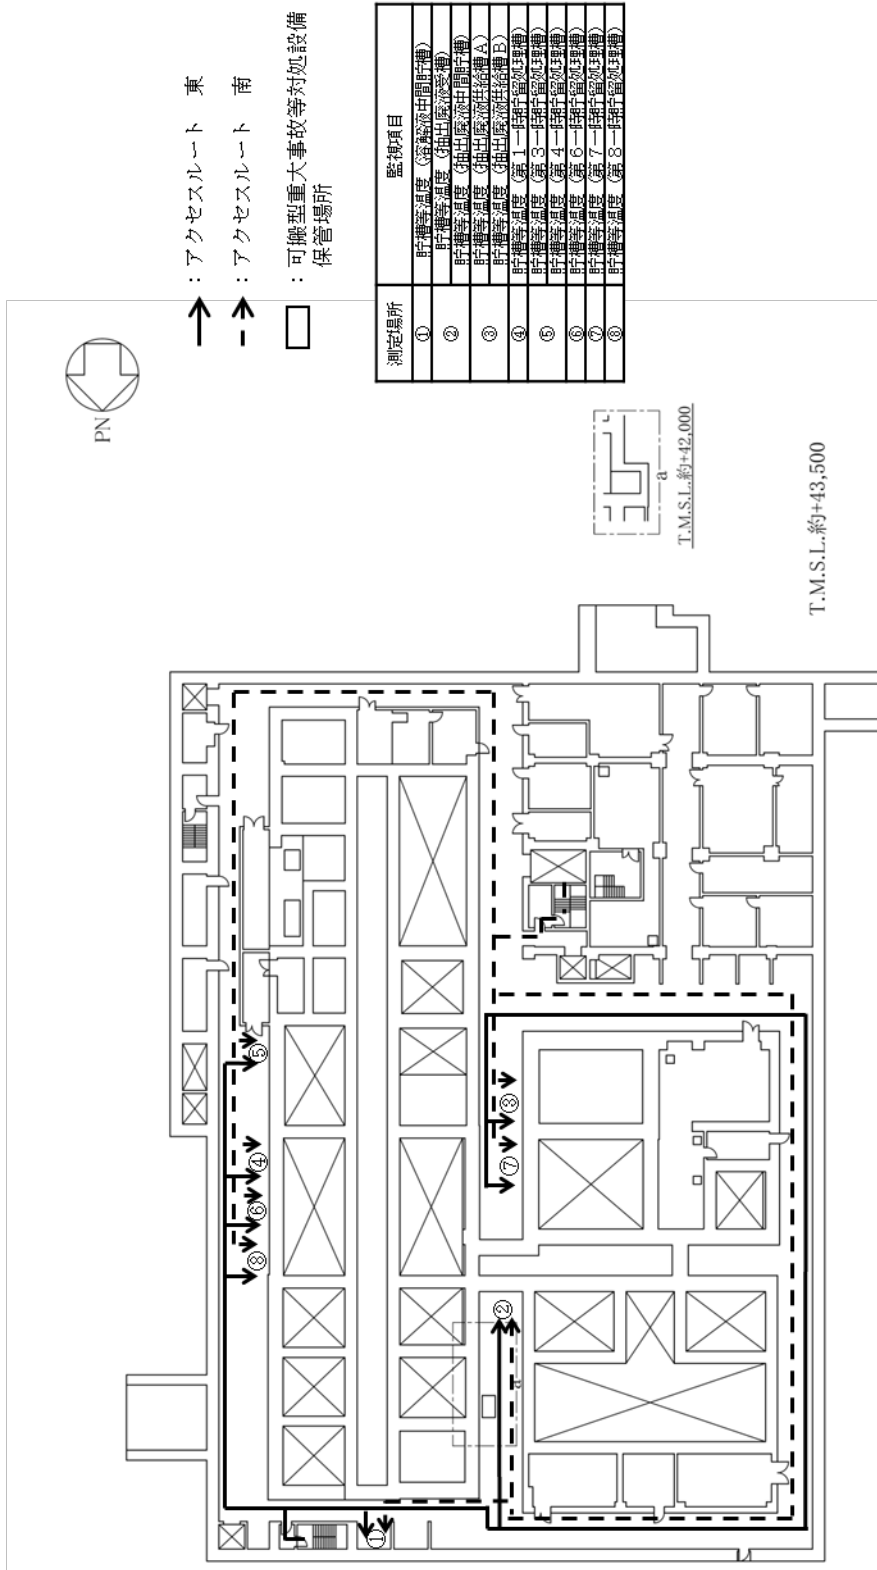 : アクセスルート　東
: アクセスルート　南
: 可搬型重大事故等対処設備
保管場所
測定場所　監視項目
①　貯槽等温度（溶解液中間貯槽）
②　貯槽等温度（抽出廃液受槽）
貯槽等温度（抽出廃液中間貯槽）
③　貯槽等温度（抽出廃液供給槽Ａ）
貯槽等温度（抽出廃液供給槽Ｂ）
④　貯槽等温度（第１一時貯留処理槽）
⑤　貯槽等温度（第３一時貯留処理槽）
貯槽等温度（第４一時貯留処理槽）
⑥　貯槽等温度（第６一時貯留処理槽）
⑦　貯槽等温度（第７一時貯留処理槽）
⑧　貯槽等温度（第８一時貯留処理槽）
PN
a
T.M.S.L.約+42,000
T.M.S.L.約+43,500
⑤
④
⑥
⑧
③
⑦
②
a
①